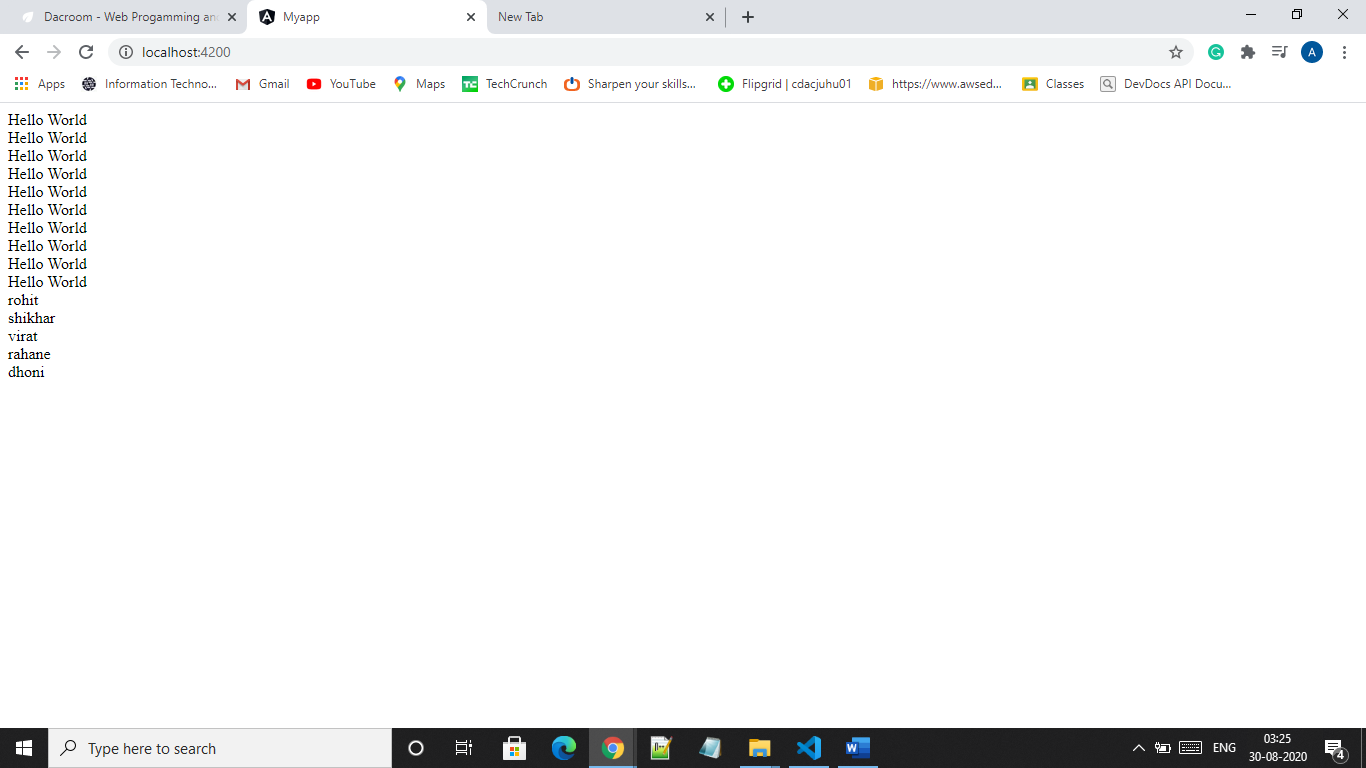 Dacroom - Web Progamming an
Myapp
New Tab
localhost:4200
A
Apps
Information Techno...
Gmail
YouTube
Maps
TC
TechCrunch
Sharpen your skills...
Flipgrid | cdacjuhu01
https://www.awsed...
Classes
DevDocs API Docu...
Hello World
Hello World
Hello World
Hello World
Hello World
Hello World
Hello World
Hello World
Hello World
Hello World
rohit
shikhar
virat
rahane
dhoni
Type here to search
ENG
03:25
30-08-2020
4